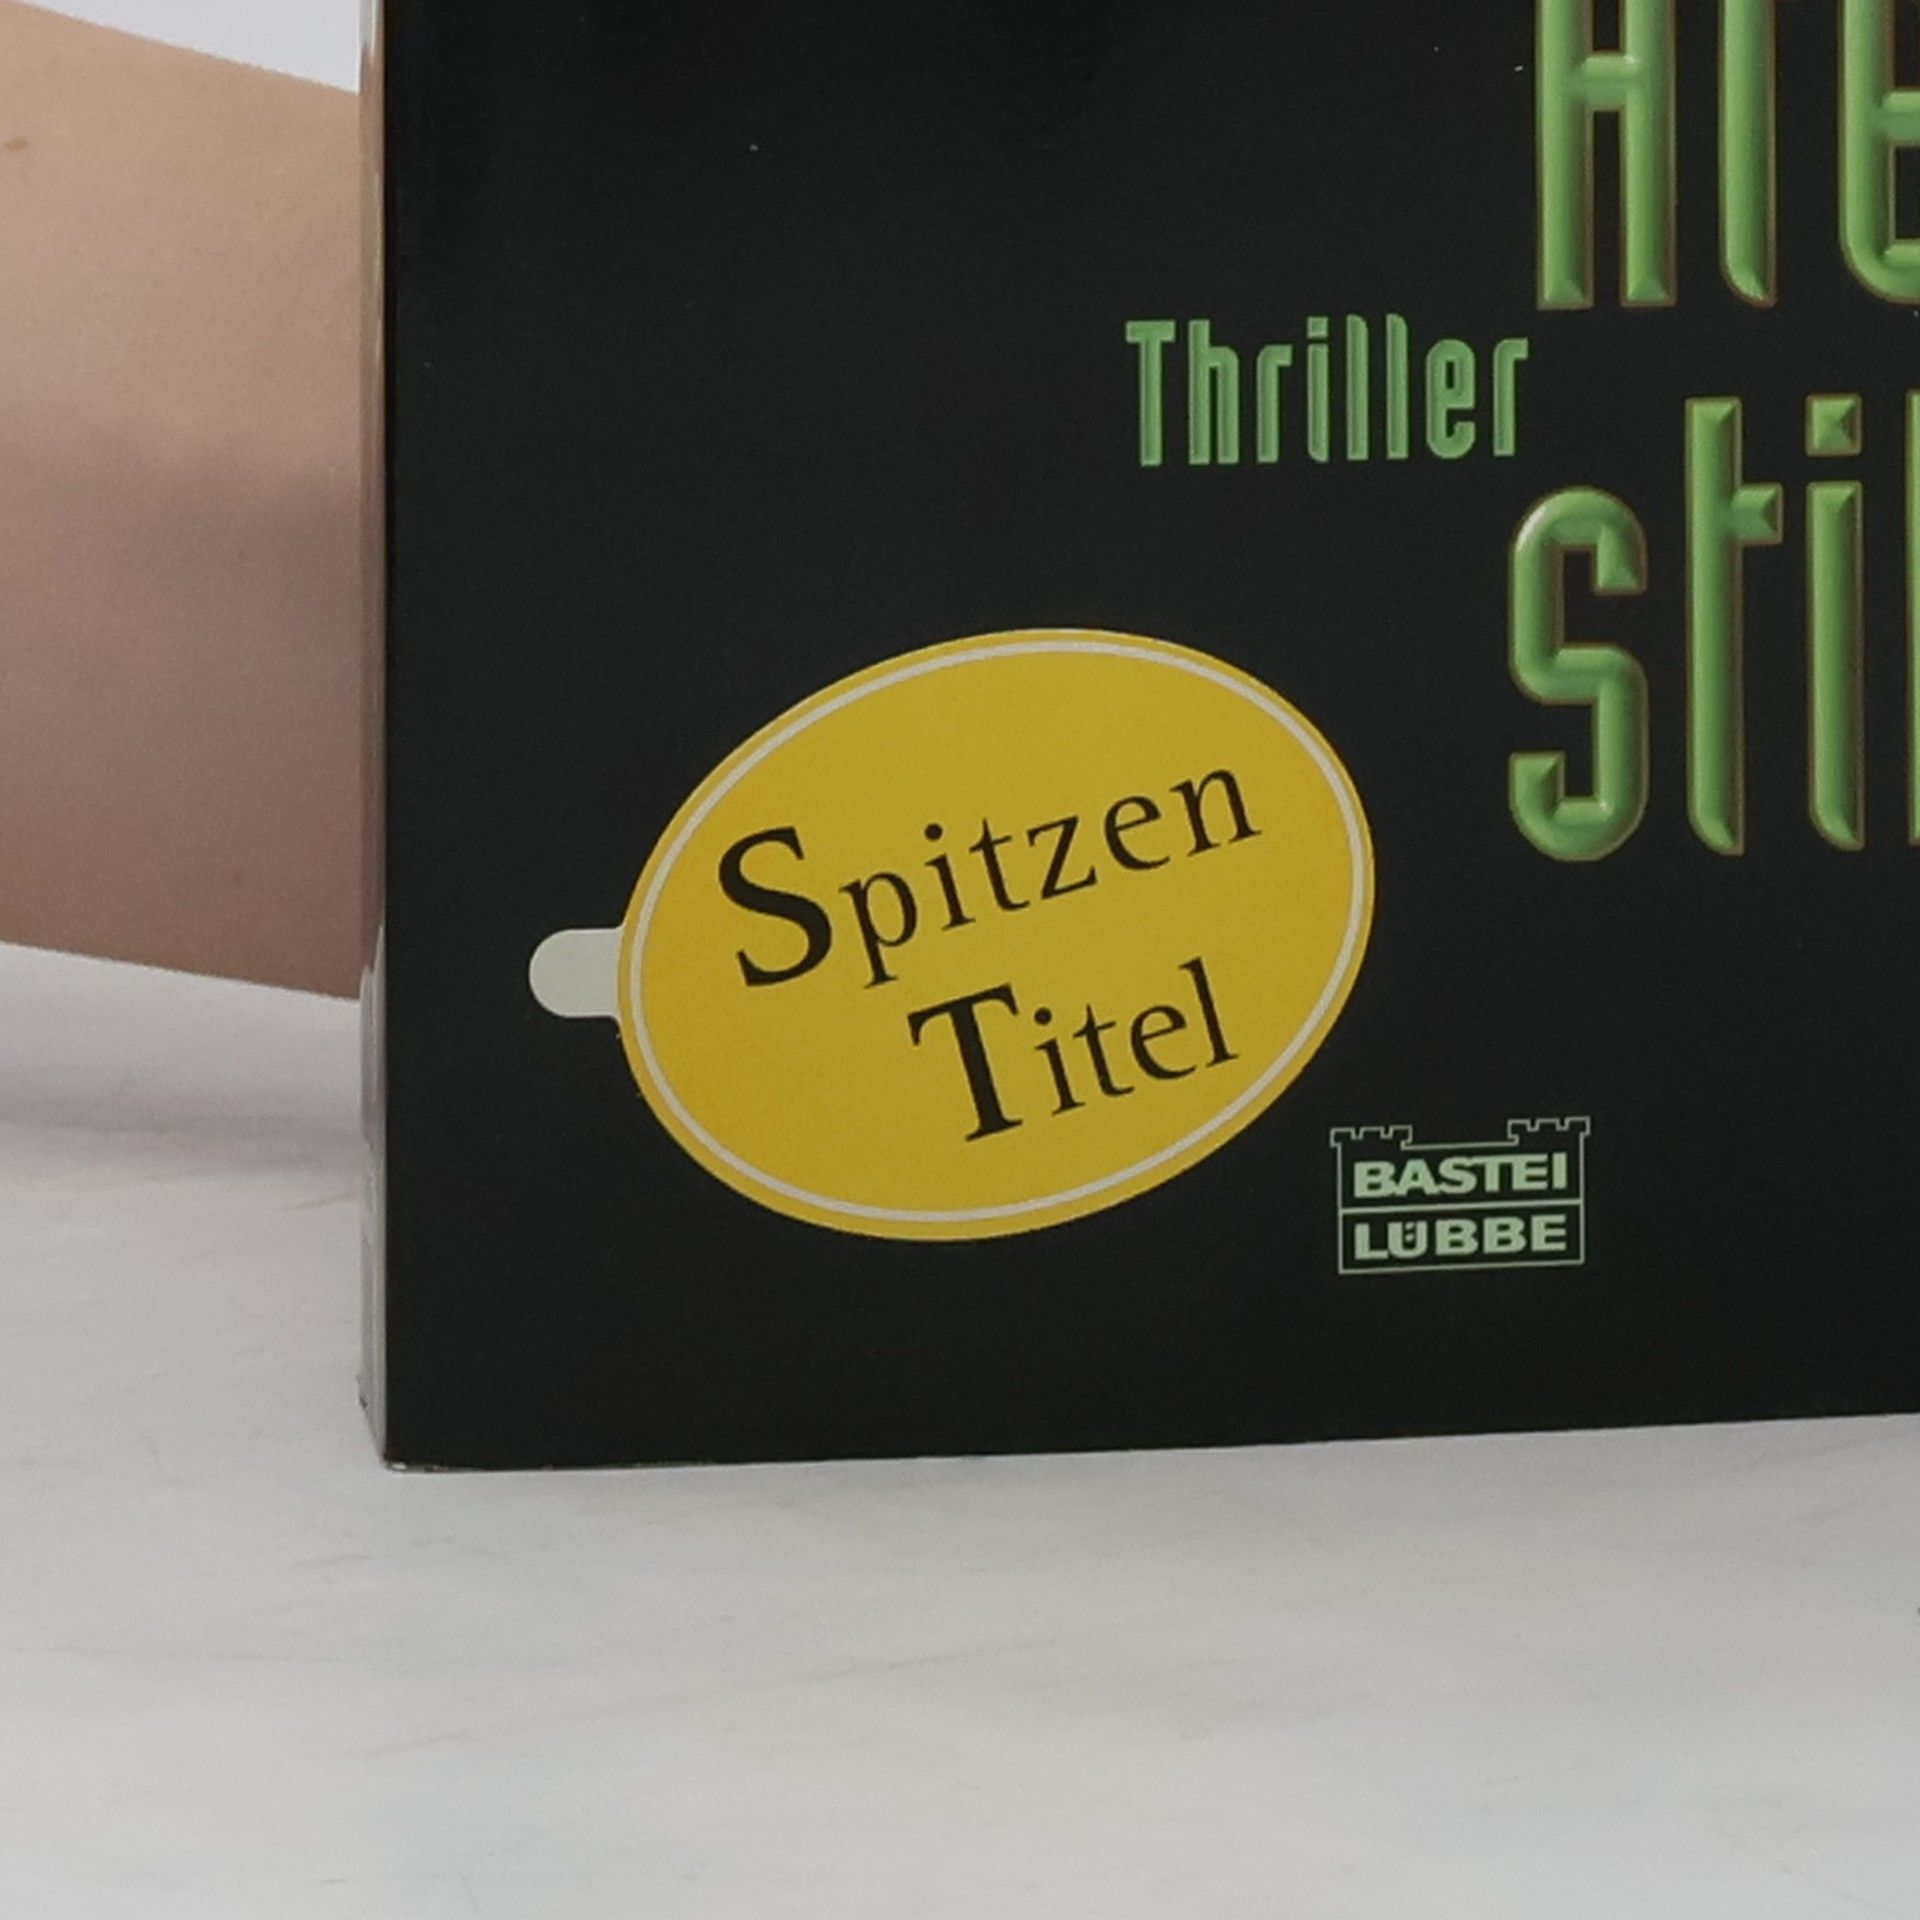 Thriller
Spitzen
Titel
BASTEI
LÜBBE